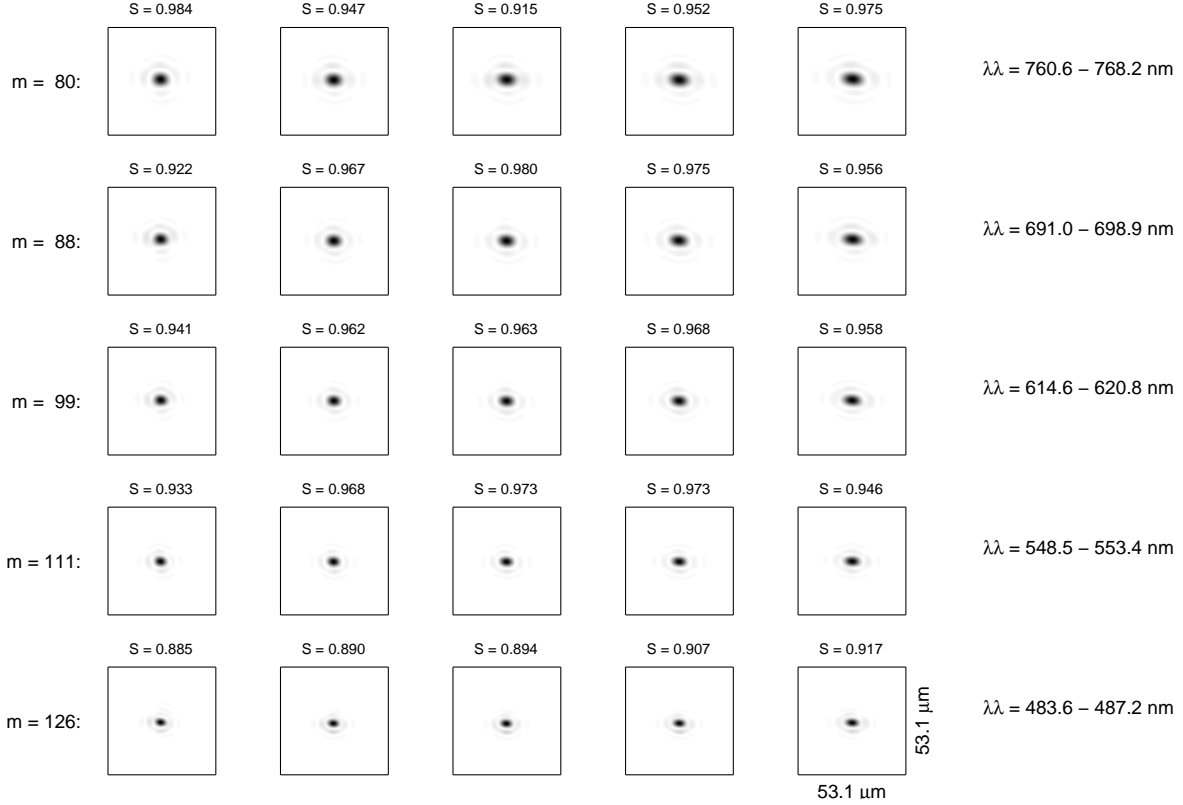 S = 0.984 S = 0.947 S = 0.915 S = 0.952 S = 0.975
m = 80: λλ = 760.6 – 768.2 nm
S = 0.922 S = 0.967 S = 0.980 S = 0.975 S = 0.956
m = 88: λλ = 691.0 – 698.9 nm
S = 0.941 S = 0.962 S = 0.963 S = 0.968 S = 0.958
m = 99: λλ = 614.6 – 620.8 nm
S = 0.933 S = 0.968 S = 0.973 S = 0.973 S = 0.946
m = 111: λλ = 548.5 – 553.4 nm
S = 0.885 S = 0.890 S = 0.894 S = 0.907 S = 0.917
m = 126: λλ = 483.6 – 487.2 nm
53.1 μm
53.1 μm